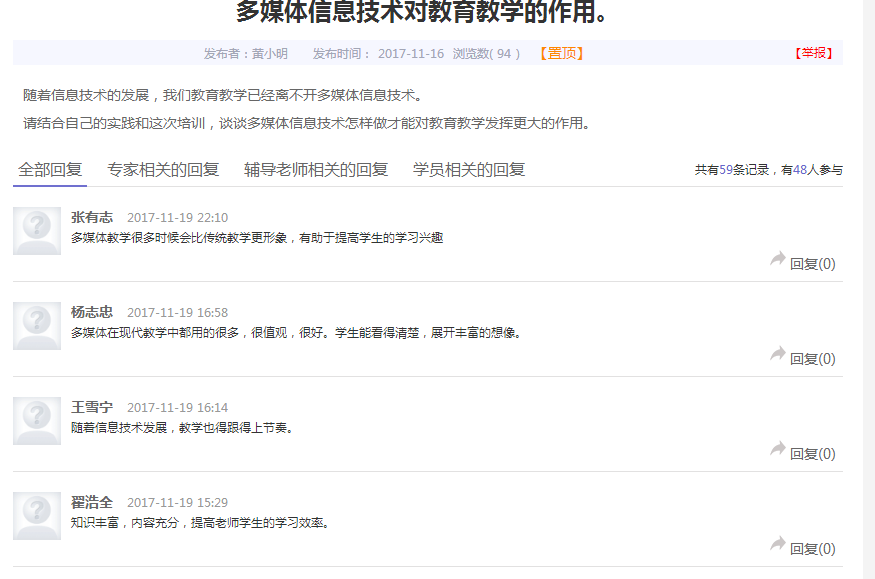 多媒体信息技术对教育教学的作用。
发布者：黄小明 发布时间： 2017-11-16 浏览数( 94 ) 【置顶】 【举报】
随着信息技术的发展，我们教育教学已经离不开多媒体信息技术。
请结合自己的实践和这次培训，谈谈多媒体信息技术怎样做才能对教育教学发挥更大的作用。
全部回复 专家相关的回复 辅导老师相关的回复 学员相关的回复 共有59条记录，有48人参与
张有志 2017-11-19 22:10
多媒体教学很多时候会比传统教学更形象，有助于提高学生的学习兴趣
回复(0)
杨志忠 2017-11-19 16:58
多媒体在现代教学中都用的很多，很值观，很好。学生能看得清楚，展开丰富的想像。
回复(0)
王雪宁 2017-11-19 16:14
随着信息技术发展，教学也得跟得上节奏。
回复(0)
翟浩全 2017-11-19 15:29
知识丰富，内容充分，提高老师学生的学习效率。
回复(0)